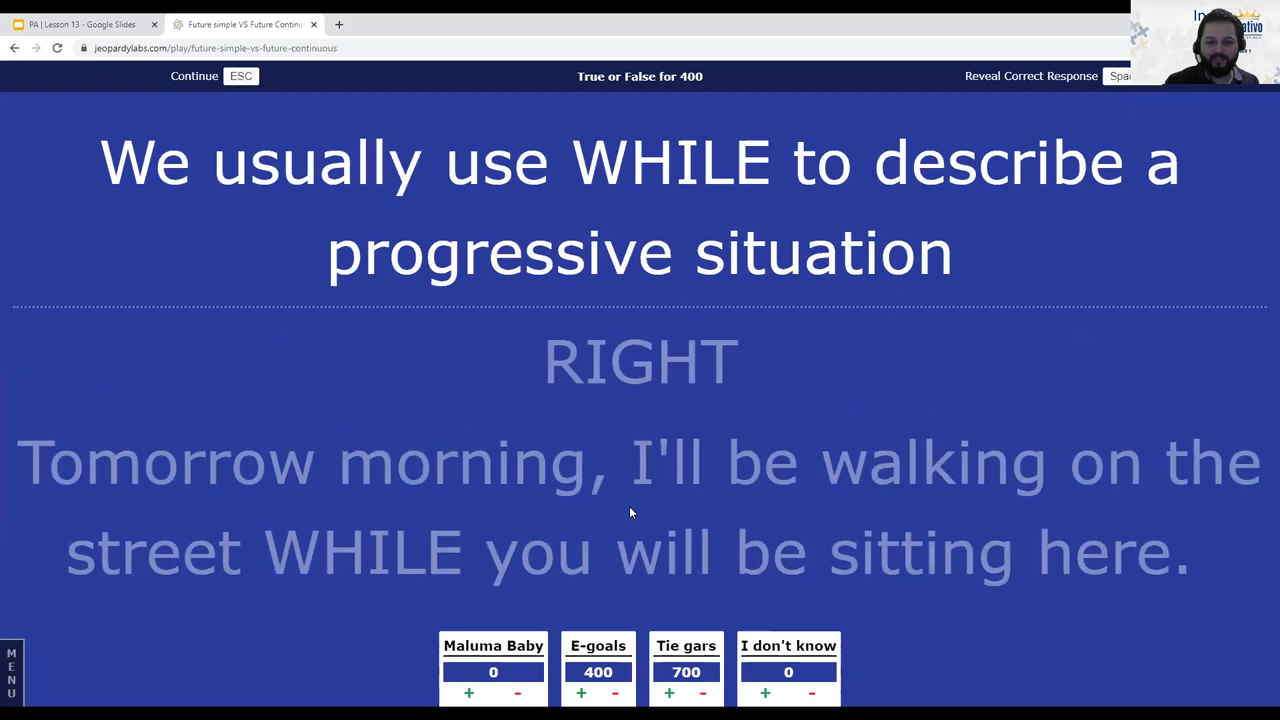 PA | Lesson 13 - Google Slides
Future simple VS Future Continu
jeopardylabs.com/play/future-simple-vs-future-continuous
Continue ESC
True or False for 400
Reveal Correct Response
We usually use WHILE to describe a
progressive situation
RIGHT
Tomorrow morning, I'll be walking on the
street WHILE you will be sitting here.
MENU
Maluma Baby E-goals Tie gars I don't know
0 400 700 0
+ - + - + - + -